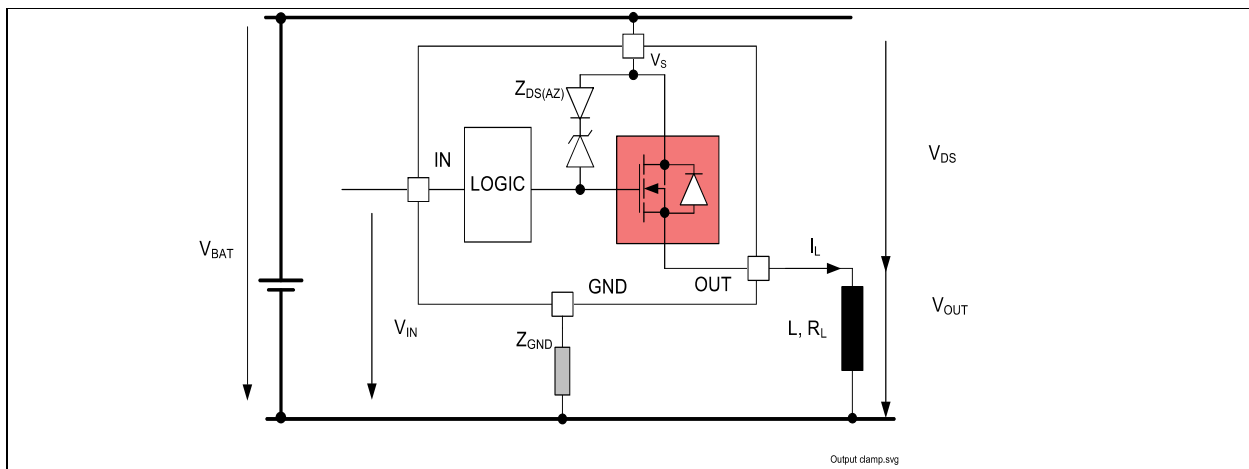 V_S
Z_DS(AZ)
IN
LOGIC
V_DS
V_BAT
I_L
GND
OUT
V_IN
V_OUT
Z_GND
L, R_L
Output clamp.svg